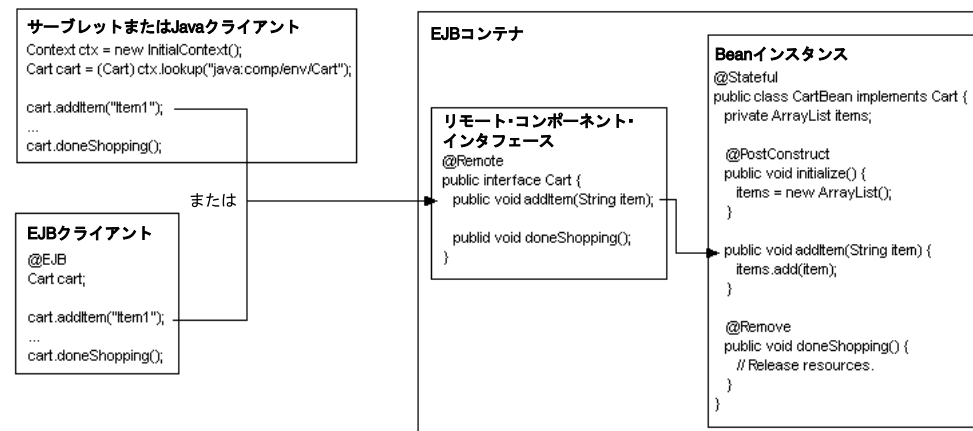 サーブレットまたはJavaクライアント
Context ctx = new InitialContext();
Cart cart = (Cart) ctx.lookup("java:comp/env/Cart");
cart.addItem("Item1");
...
cart.doneShopping();
または
EJBクライアント
@EJB
Cart cart;
cart.addItem("Item1");
...
cart.doneShopping();
EJBコンテナ
リモート・コンポーネント・
インタフェース
@Remote
public interface Cart {
public void addItem(String item);
publid void doneShopping();
}
Beanインスタンス
@Stateful
public class CartBean implements Cart {
private ArrayList items;
@PostConstruct
public void initialize() {
items = new ArrayList();
}
public void addItem(String item) {
items.add(item);
}
@Remove
public void doneShopping() {
// Release resources.
}
}